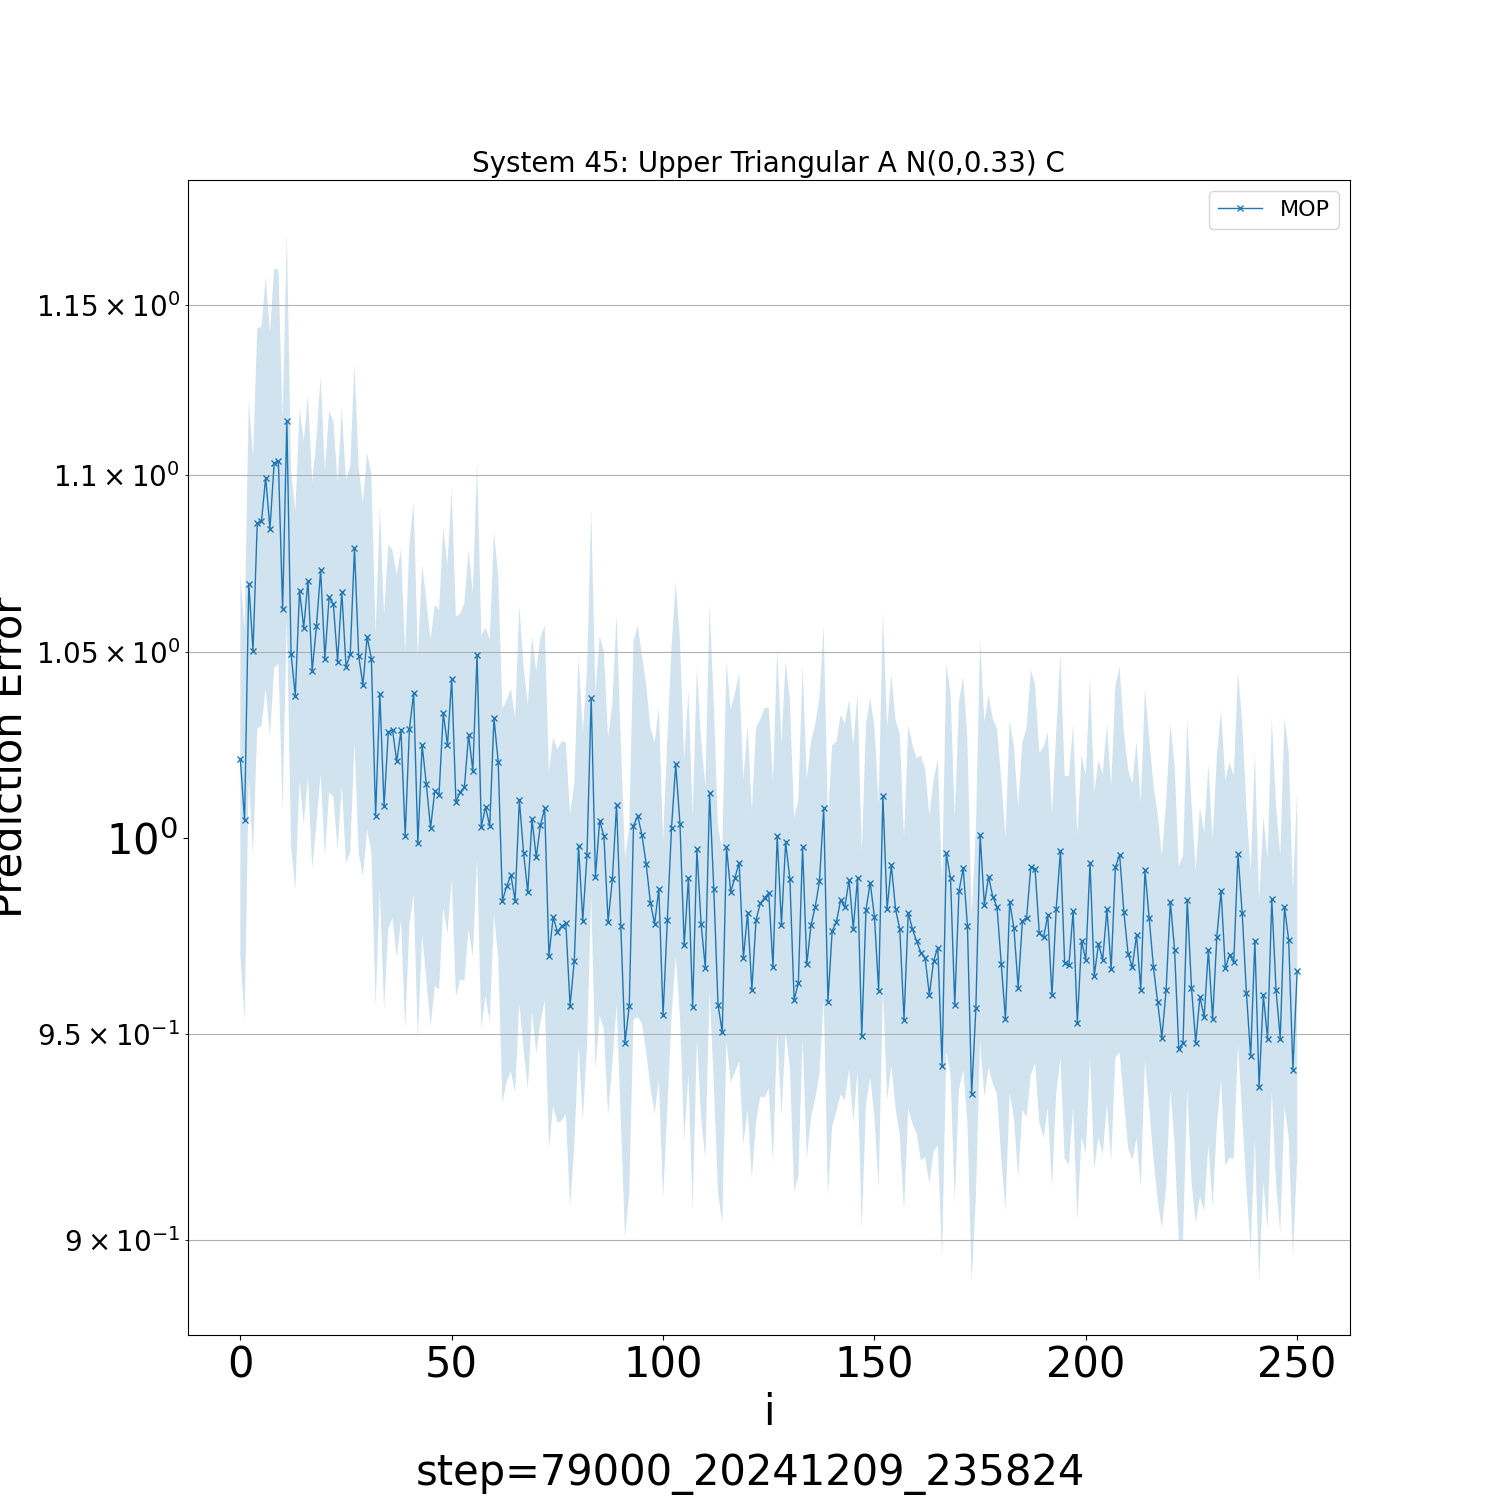 System 45: Upper Triangular A N(0,0.33) C
MOP
1.15 × 10⁰
1.1 × 10⁰
1.05 × 10⁰
10⁰
9.5 × 10⁻¹
9 × 10⁻¹
Prediction Error
0 50 100 150 200 250
i
step=79000_20241209_235824